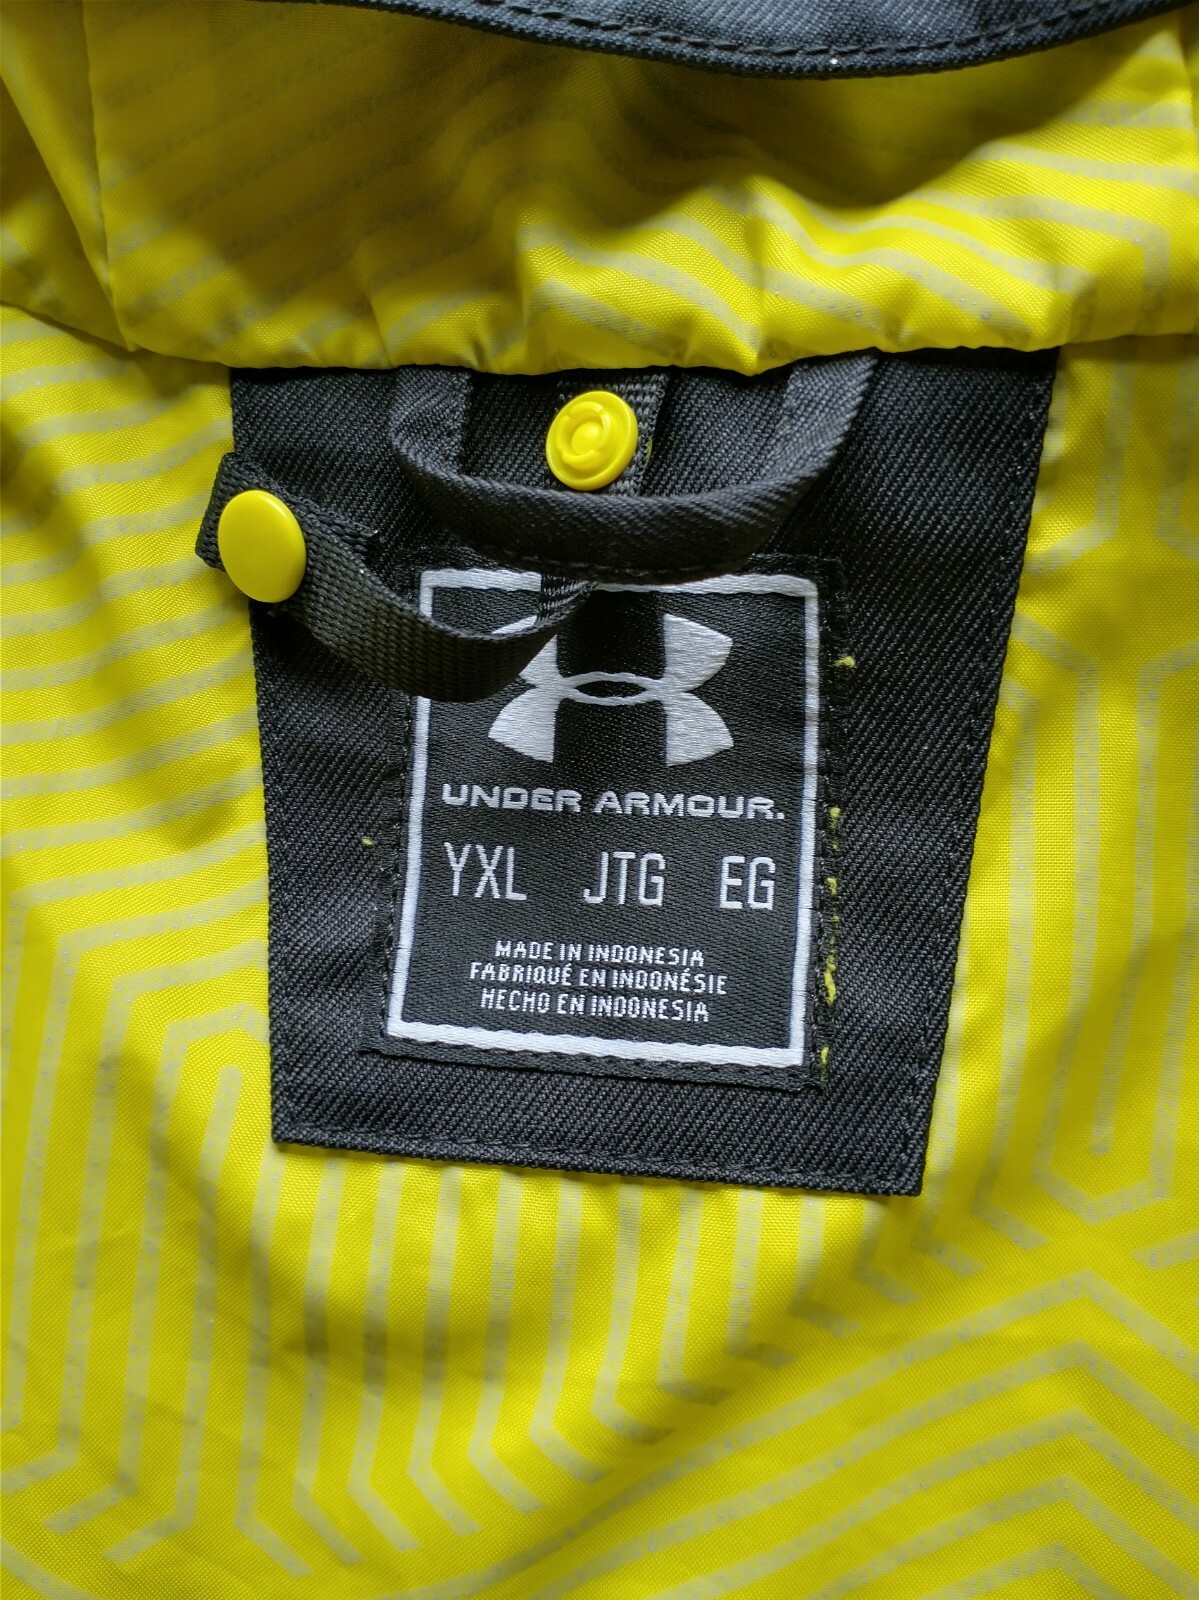 UNDER ARMOUR.
YXL JTG EG
MADE IN INDONESIA
FABRIQUÉ EN INDONÉSIE
HECHO EN INDONESIA